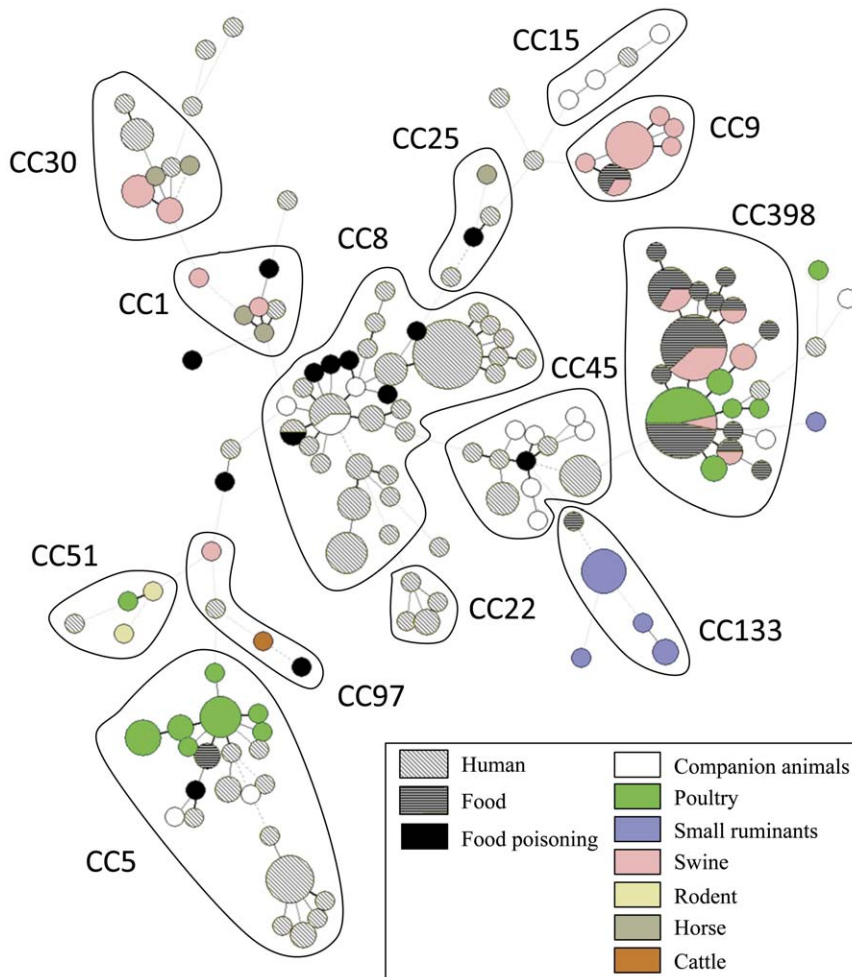 CC15
CC25
CC9
CC30
CC8
CC398
CC1
CC45
CC51
CC22
CC133
CC97
CC5
Human
Food
Food poisoning
Companion animals
Poultry
Small ruminants
Swine
Rodent
Horse
Cattle